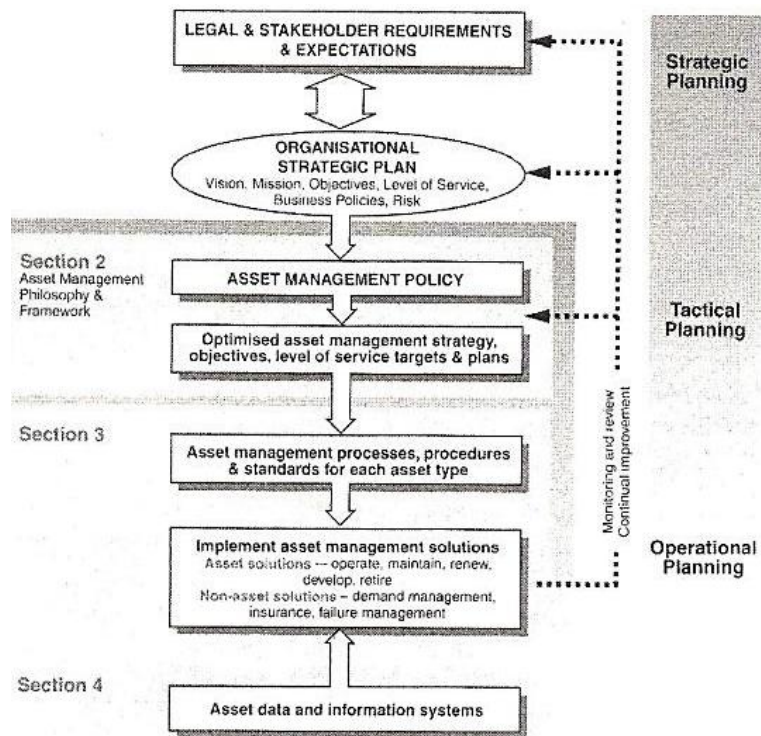 LEGAL & STAKEHOLDER REQUIREMENTS
& EXPECTATIONS
Strategic
Planning
ORGANISATIONAL
STRATEGIC PLAN
Vision, Mission, Objectives, Level of Service,
Business Policies, Risk
Section 2
Asset Management
Philosophy &
Framework
ASSET MANAGEMENT POLICY
Tactical
Planning
Optimised asset management strategy,
objectives, level of service targets & plans
Section 3
Asset management processes, procedures
& standards for each asset type
Monitoring and review
Continual improvement
Implement asset management solutions
Asset solutions – operate, maintain, renew,
develop, retire
Non-asset solutions – demand management,
insurance, failure management
Operational
Planning
Section 4
Asset data and information systems